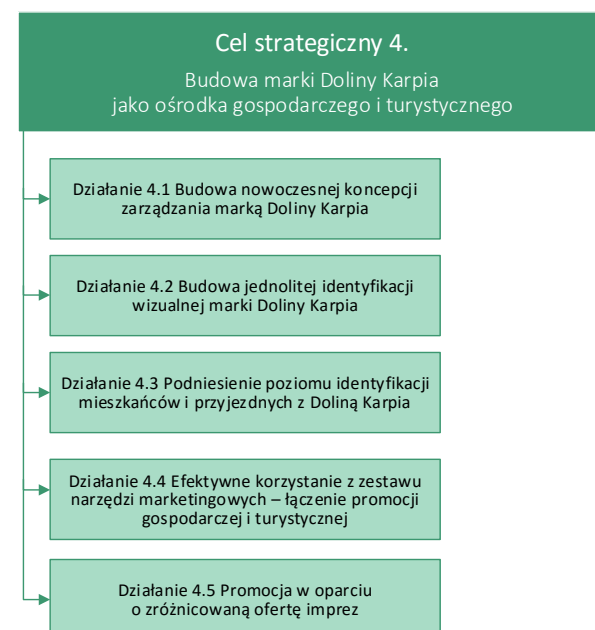 Cel strategiczny 4.
Budowa marki Doliny Karpia
jako ośrodka gospodarczego i turystycznego
Działanie 4.1 Budowa nowoczesnej koncepcji
zarządzania marką Doliny Karpia
Działanie 4.2 Budowa jednolitej identyfikacji
wizualnej marki Doliny Karpia
Działanie 4.3 Podniesienie poziomu identyfikacji
mieszkańców i przyjezdnych z Doliną Karpia
Działanie 4.4 Efektywne korzystanie z zestawu
narzędzi marketingowych – łączenie promocji
gospodarczej i turystycznej
Działanie 4.5 Promocja w oparciu
o zróżnicowaną ofertę imprez